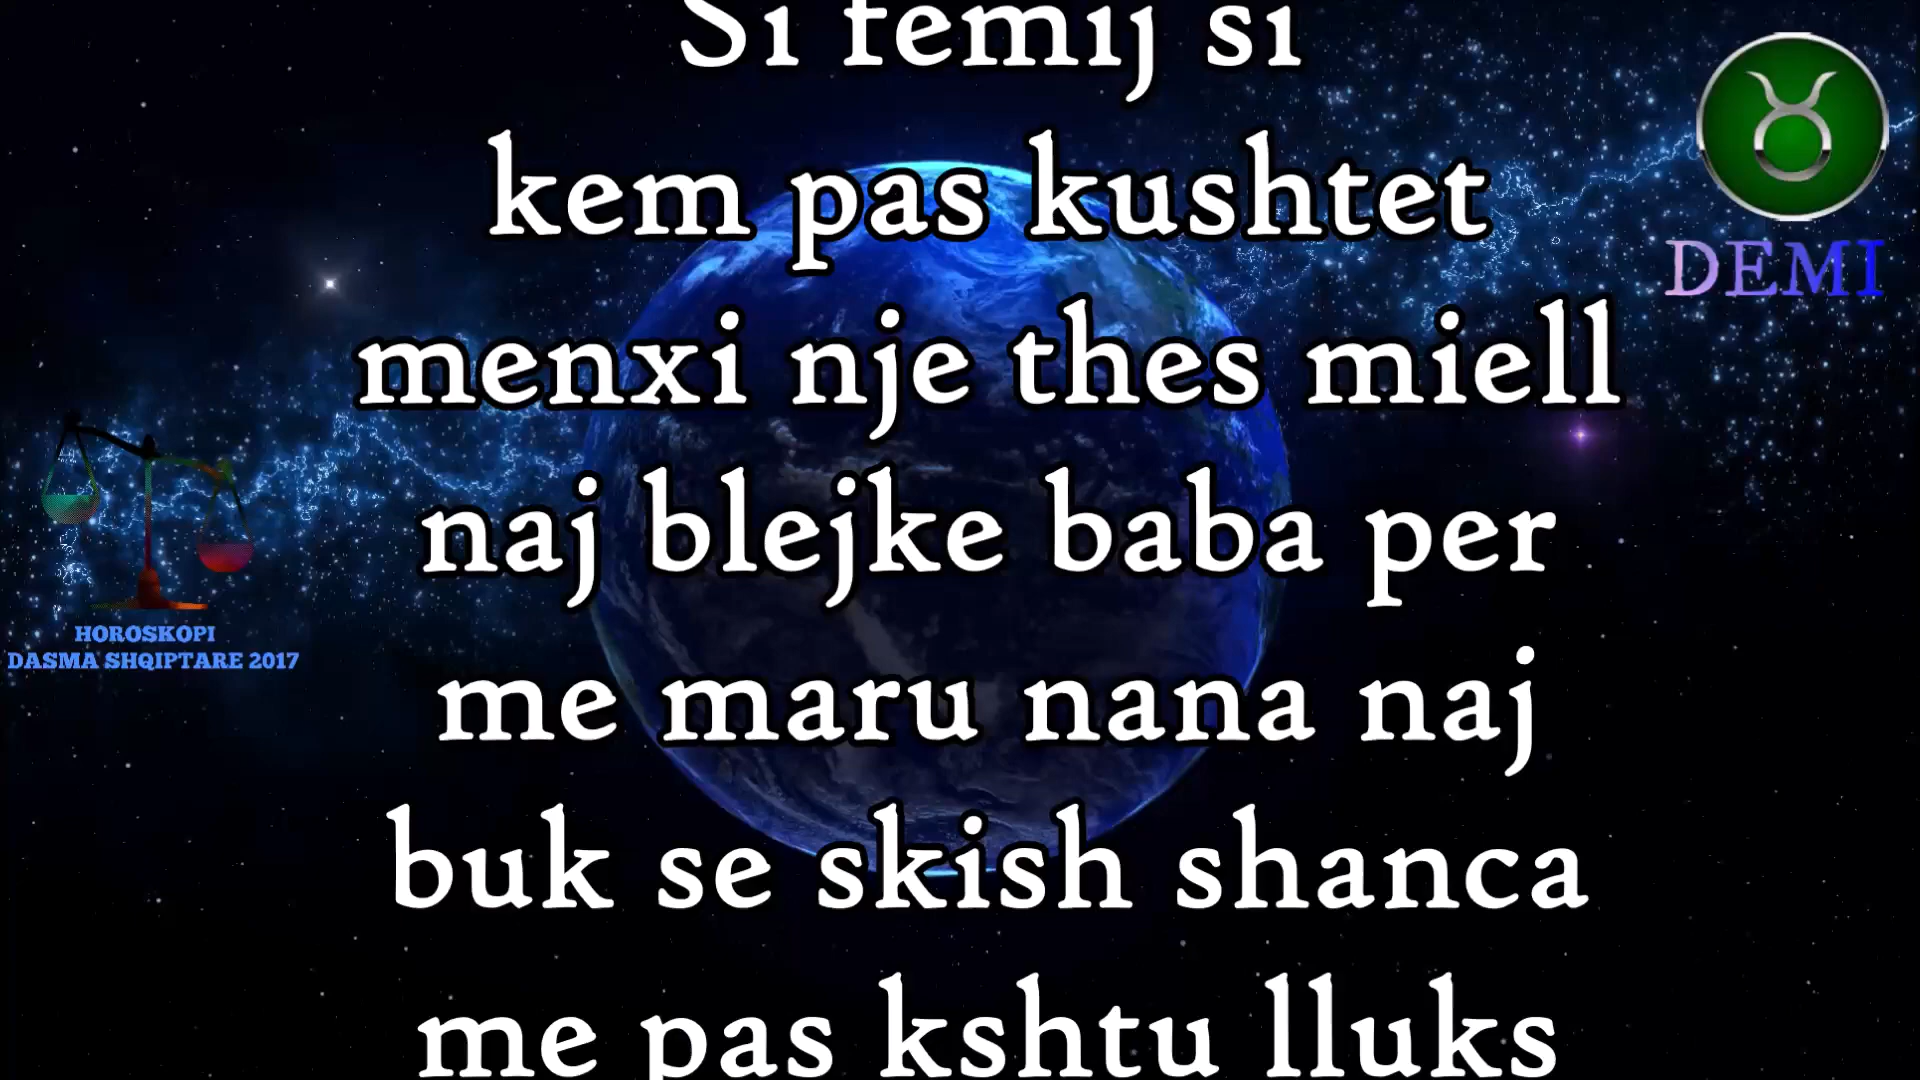 Si femij si
kem pas kushtet
DEMI
menxi nje thes miell
naj blejke baba per
HOROSKOPI
DASMA SHQIPTARE 2017
me maru nana naj
buk se skish shanca
me pas kshtu lluks